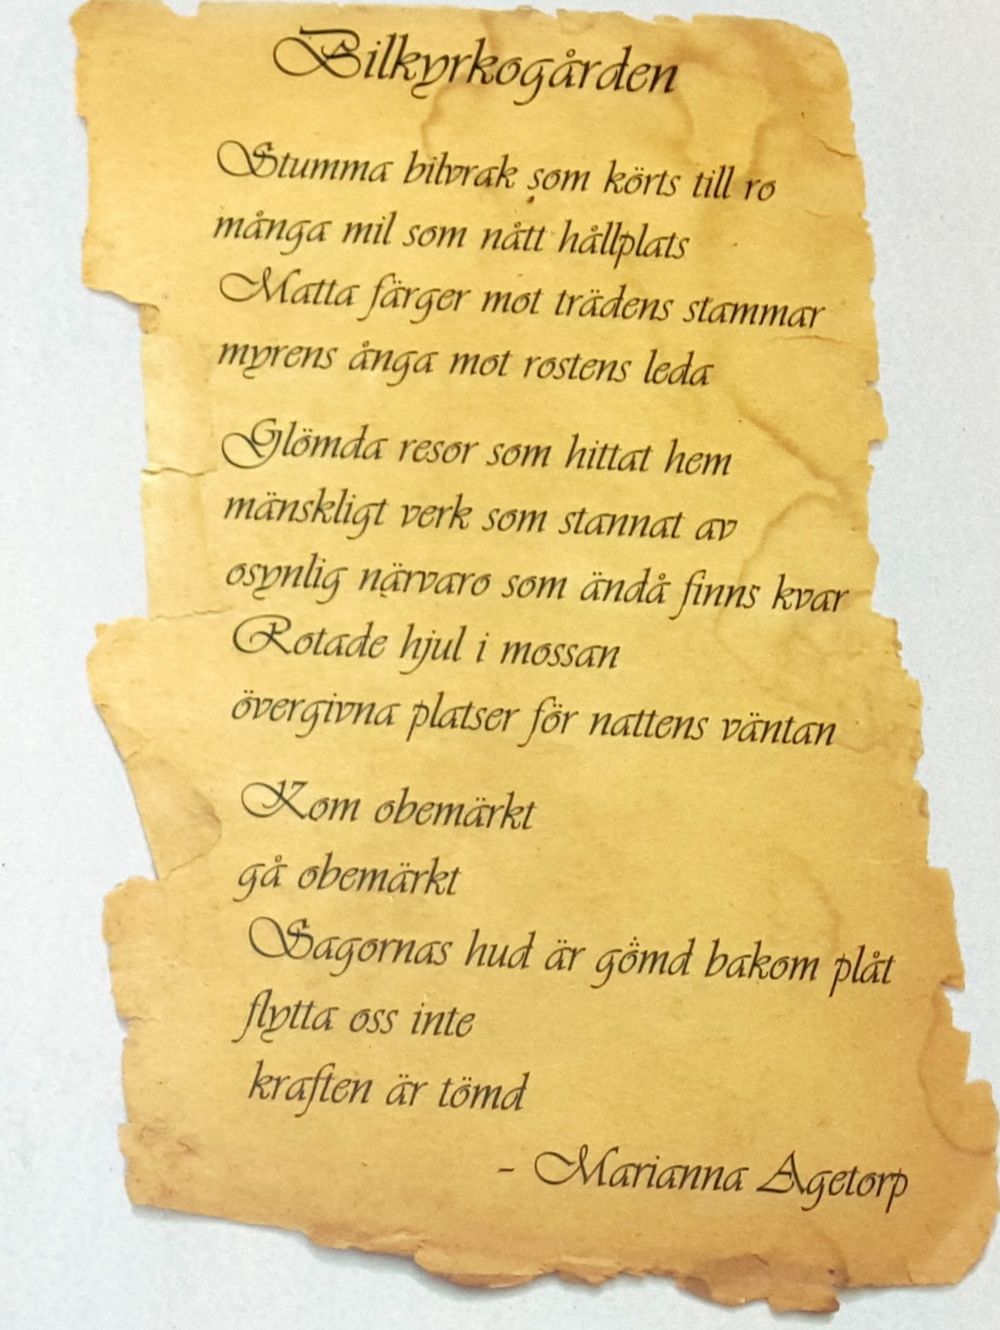 Bilkyrkogården
Stumma bilvrak som körts till ro
många mil som nått hållplats
Matta färger mot trädens stammar
myrens ånga mot rostens leda
Glömda resor som hittat hem
mänskligt verk som stannat av
osynlig närvaro som ändå finns kvar
Rotade hjul i mossan
övergivna platser för nattens väntan
Kom obemärkt
gå obemärkt
Sagornas hud är gömd bakom plåt
flytta oss inte
kraften är tömd
- Marianna Agetorp